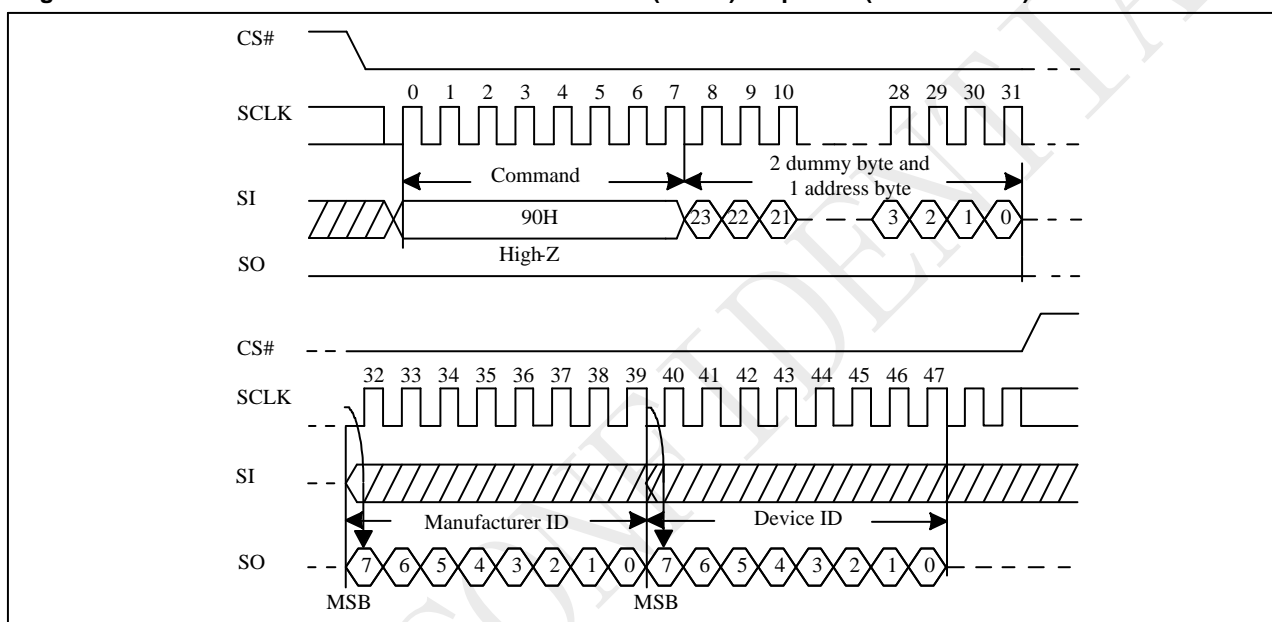 CS#
0 1 2 3 4 5 6 7 8 9 10 28 29 30 31
SCLK
Command
2 dummy byte and
1 address byte
SI
90H
23 22 21 3 2 1 0
High-Z
SO
CS#
32 33 34 35 36 37 38 39 40 41 42 43 44 45 46 47
SCLK
SI
Manufacturer ID
Device ID
SO
7 6 5 4 3 2 1 0 7 6 5 4 3 2 1 0
MSB MSB